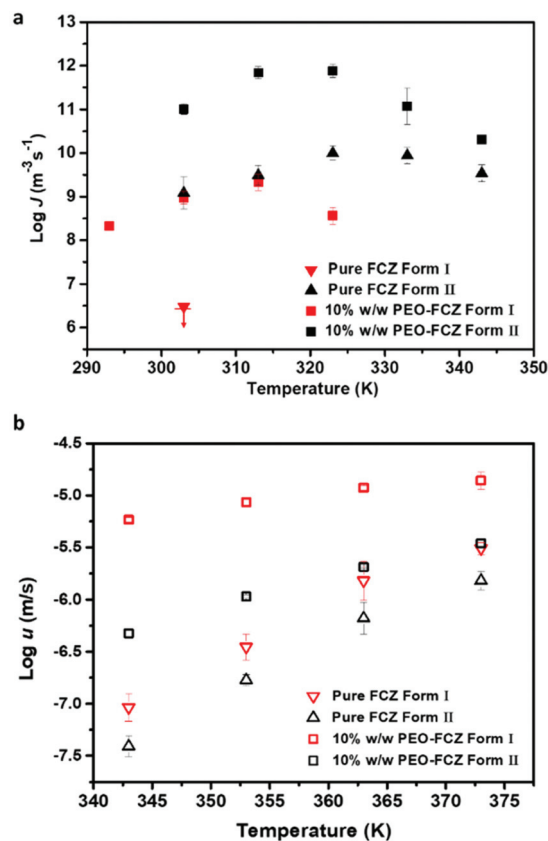 a
Log J (m⁻³ s⁻¹)
13
12
11
10
9
8
7
6
Pure FCZ Form I
Pure FCZ Form II
10% w/w PEO-FCZ Form I
10% w/w PEO-FCZ Form II
290 300 310 320 330 340 350
Temperature (K)
b
Log u (m/s)
-4.5
-5.0
-5.5
-6.0
-6.5
-7.0
-7.5
Pure FCZ Form I
Pure FCZ Form II
10% w/w PEO-FCZ Form I
10% w/w PEO-FCZ Form II
340 345 350 355 360 365 370 375
Temperature (K)